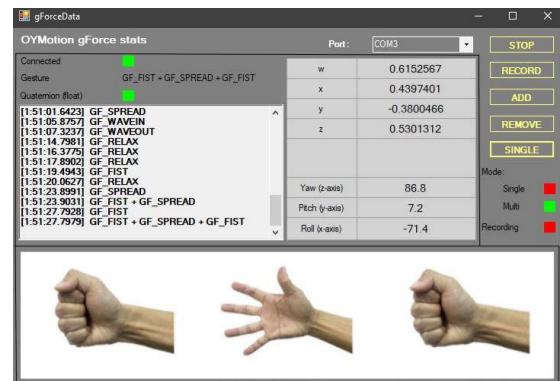 gForceData
OYMotion gForce stats
Port:
COM3
STOP
Connected
Gesture
GF_FIST + GF_SPREAD + GF_FIST
Quaternion (float)
[1:51:01.6423] GF_SPREAD
[1:51:05.8757] GF_WAVEIN
[1:51:07.3237] GF_WAVEOUT
[1:51:14.7981] GF_RELAX
[1:51:16.3775] GF_RELAX
[1:51:17.8902] GF_RELAX
[1:51:19.4943] GF_FIST
[1:51:20.0627] GF_RELAX
[1:51:23.8991] GF_SPREAD
[1:51:23.9031] GF_FIST + GF_SPREAD
[1:51:27.7928] GF_FIST
[1:51:27.7979] GF_FIST + GF_SPREAD + GF_FIST
w 0.6152567
x 0.4397401
y -0.3800466
z 0.5301312
Yaw (z-axis) 86.8
Pitch (y-axis) 7.2
Roll (x-axis) -71.4
RECORD
ADD
REMOVE
SINGLE
Mode:
Single
Multi
Recording